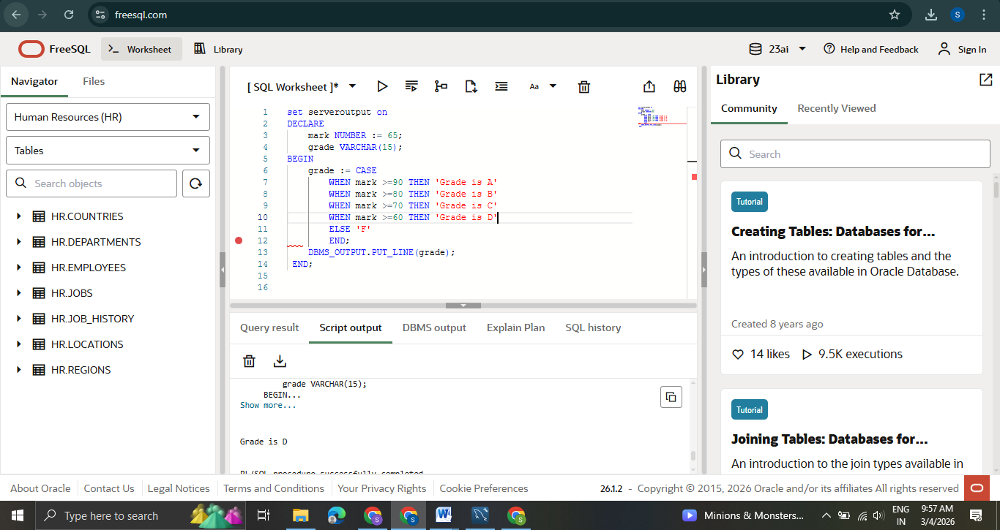 freesql.com
S
FreeSQL
Worksheet
Library
23ai
Help and Feedback
Sign In
Navigator
Files
Human Resources (HR)
Tables
Search objects
HR.COUNTRIES
HR.DEPARTMENTS
HR.EMPLOYEES
HR.JOBS
HR.JOB_HISTORY
HR.LOCATIONS
HR.REGIONS
[ SQL Worksheet ]*
Aa
1 set serveroutput on
2 DECLARE
3 mark NUMBER := 65;
4 grade VARCHAR(15);
5 BEGIN
6 grade := CASE
7 WHEN mark >=90 THEN 'Grade is A'
8 WHEN mark >=80 THEN 'Grade is B'
9 WHEN mark >=70 THEN 'Grade is C'
10 WHEN mark >=60 THEN 'Grade is D'
11 ELSE 'F'
12 END;
13 DBMS_OUTPUT.PUT_LINE(grade);
14 END;
15
16
Query result
Script output
DBMS output
Explain Plan
SQL history
grade VARCHAR(15);
BEGIN...
Show more...
Grade is D
PL/SQL procedure successfully completed
Library
Community
Recently Viewed
Search
Tutorial
Creating Tables: Databases for...
An introduction to creating tables and the
types of these available in Oracle Database.
Created 8 years ago
14 likes
9.5K executions
Tutorial
Joining Tables: Databases for...
An introduction to the join types available in
About Oracle
Contact Us
Legal Notices
Terms and Conditions
Your Privacy Rights
Cookie Preferences
26.1.2 - Copyright © 2015, 2026 Oracle and/or its affiliates All rights reserved
Type here to search
Minions & Monsters...
ENG
IN
9:57 AM
3/4/2026